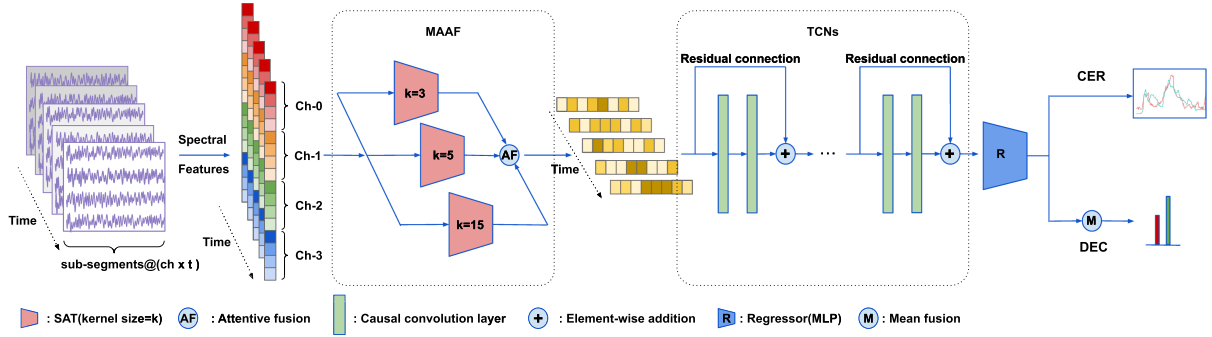 MAAF
TCNs
Residual connection
Residual connection
CER
Ch-0
k=3
Spectral
Features
Ch-1
k=5
AF
Time
R
Ch-2
Time
Time
k=15
M
DEC
Ch-3
sub-segments@(ch x t )
: SAT(kernel size=k)
AF
: Attentive fusion
: Causal convolution layer
: Element-wise addition
R
: Regressor(MLP)
M
: Mean fusion